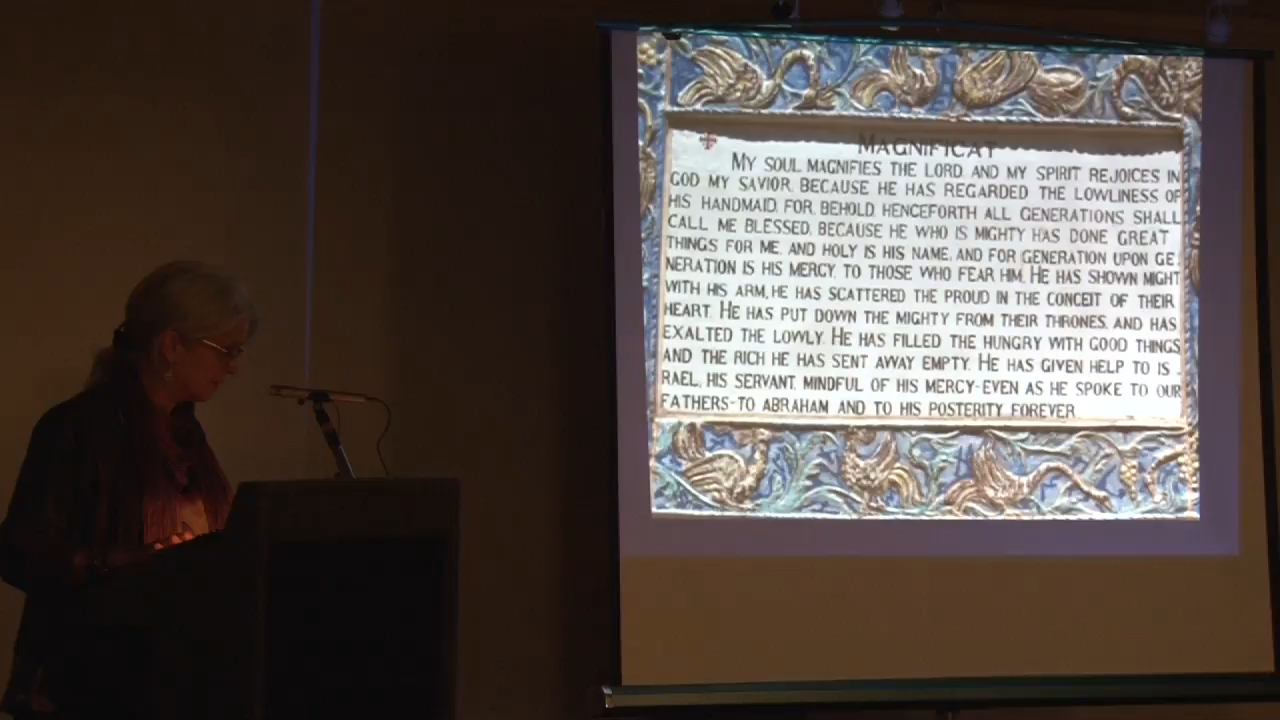 MAGNIFICAT
MY SOUL MAGNIFIES THE LORD AND MY SPIRIT REJOICES IN
GOD MY SAVIOR. BECAUSE HE HAS REGARDED THE LOWLINESS OF
HIS HANDMAID. FOR, BEHOLD, HENCEFORTH ALL GENERATIONS SHALL
CALL ME BLESSED. BECAUSE HE WHO IS MIGHTY HAS DONE GREAT
THINGS FOR ME, AND HOLY IS HIS NAME, AND FOR GENERATION UPON GE-
NERATION IS HIS MERCY, TO THOSE WHO FEAR HIM. HE HAS SHOWN MIGHT
WITH HIS ARM, HE HAS SCATTERED THE PROUD IN THE CONCEIT OF THEIR
HEART. HE HAS PUT DOWN THE MIGHTY FROM THEIR THRONES, AND HAS
EXALTED THE LOWLY. HE HAS FILLED THE HUNGRY WITH GOOD THINGS
AND THE RICH HE HAS SENT AWAY EMPTY. HE HAS GIVEN HELP TO IS-
RAEL, HIS SERVANT, MINDFUL OF HIS MERCY-EVEN AS HE SPOKE TO OUR
FATHERS-TO ABRAHAM AND TO HIS POSTERITY FOREVER